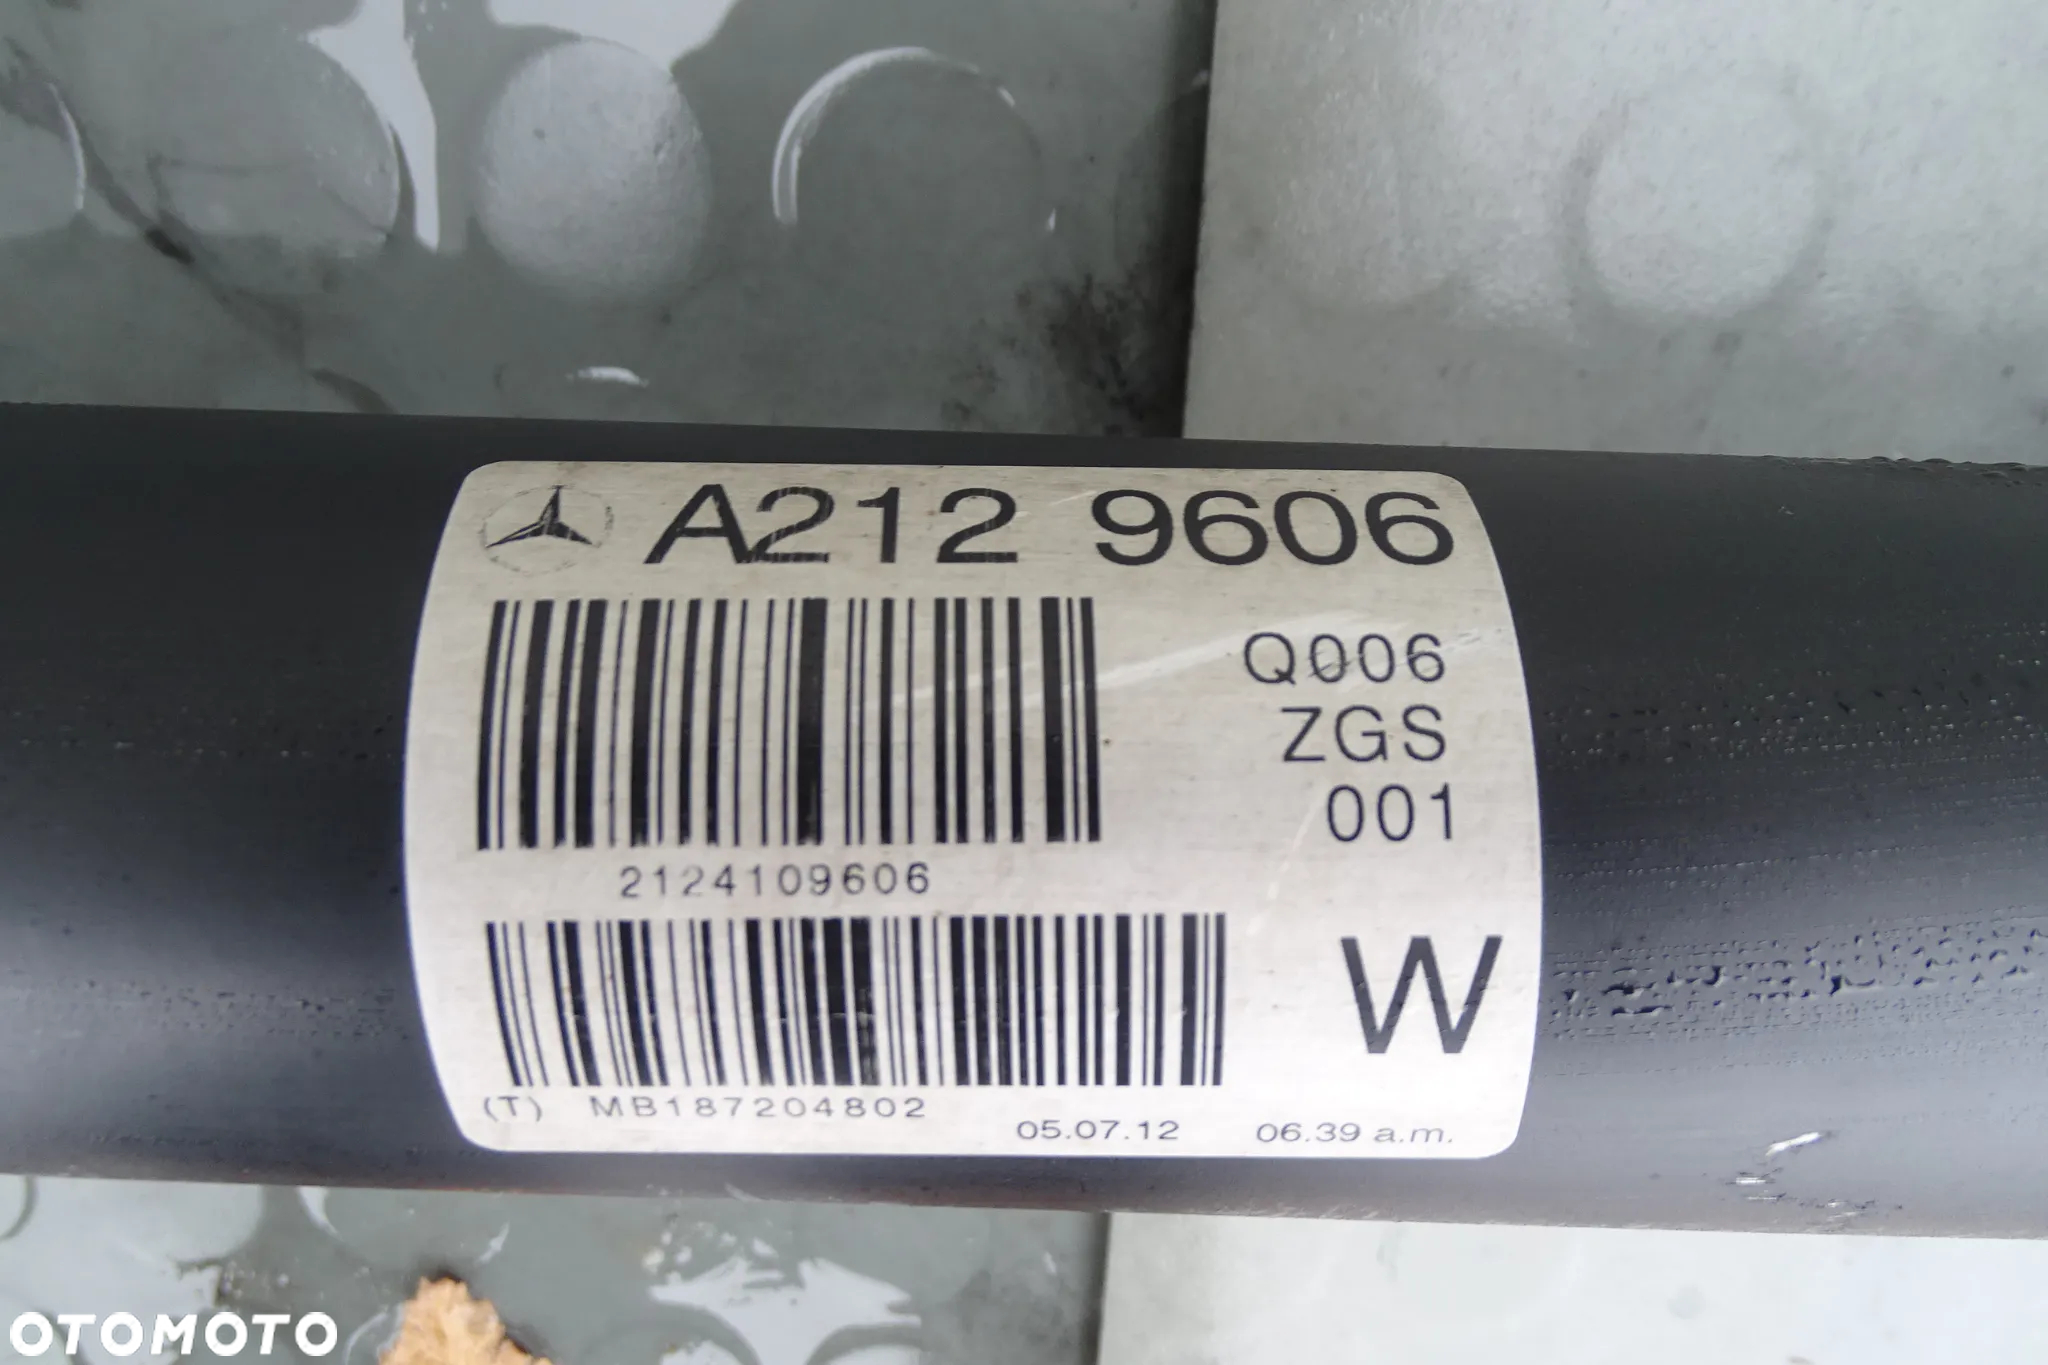 A212 9606
Q006
ZGS
001
2124109606
W
(T) MB187204802
05.07.12 06.39 a.m.
OTOMOTO